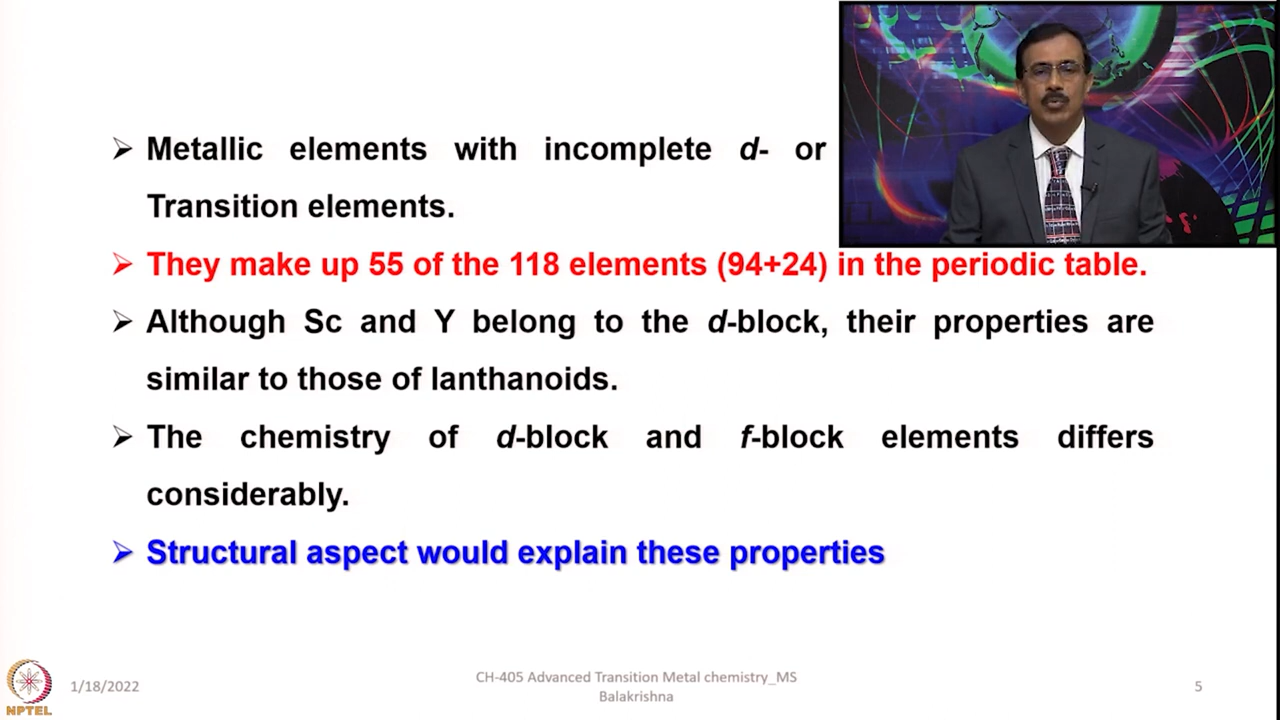 ➢ Metallic elements with incomplete d- or
Transition elements.
➢ They make up 55 of the 118 elements (94+24) in the periodic table.
➢ Although Sc and Y belong to the d-block, their properties are
similar to those of lanthanoids.
➢ The chemistry of d-block and f-block elements differs
considerably.
➢ Structural aspect would explain these properties
NPTEL
1/18/2022
CH-405 Advanced Transition Metal chemistry_MS
Balakrishna
5